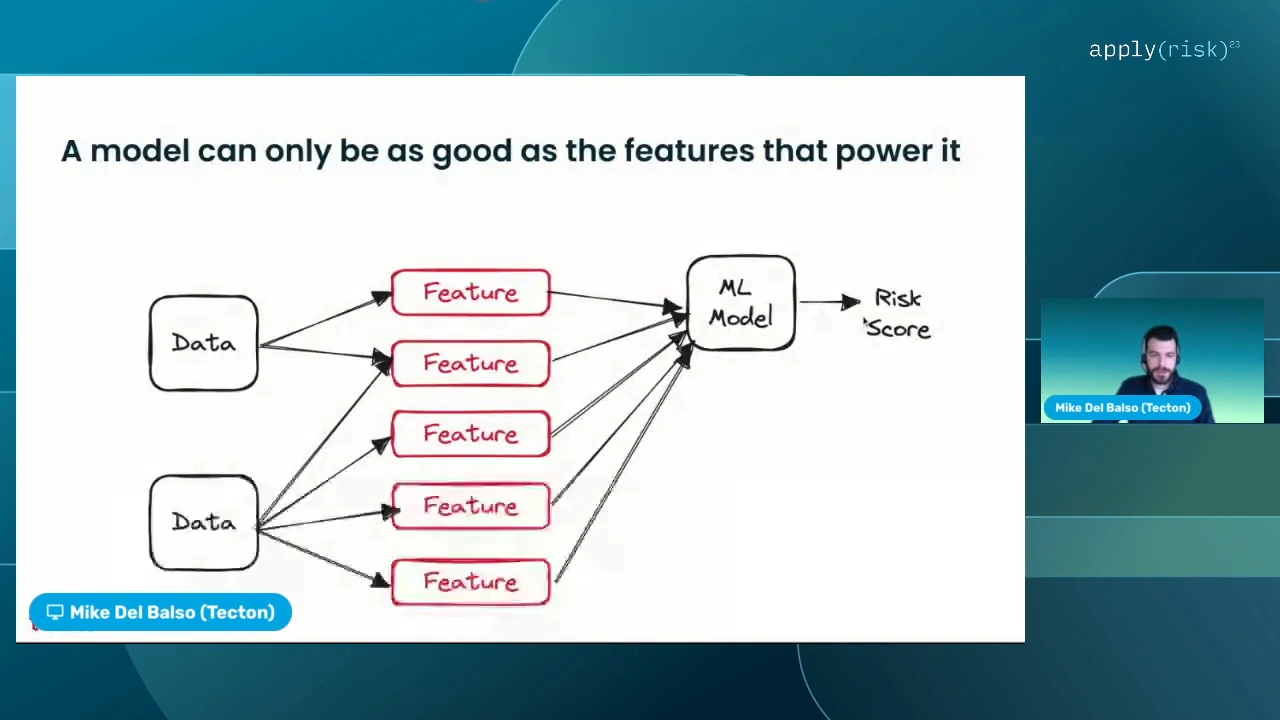 apply(risk)23
A model can only be as good as the features that power it
Data
Data
Feature
Feature
Feature
Feature
Feature
ML
Model
Risk
Score
Mike Del Balso (Tecton)
Mike Del Balso (Tecton)